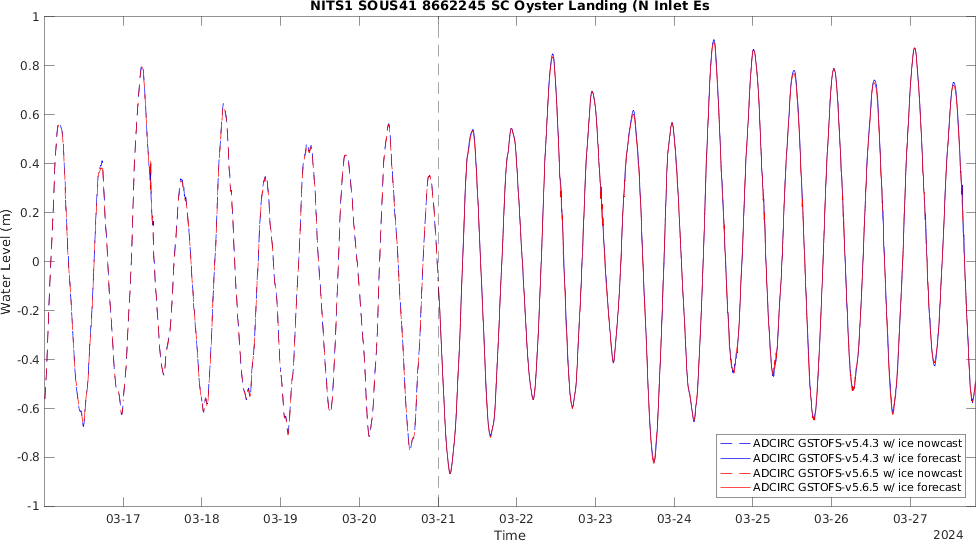 NITS1 SOUS41 8662245 SC Oyster Landing (N Inlet Es
1
0.8
0.6
0.4
0.2
0
-0.2
-0.4
-0.6
-0.8
-1
Water Level (m)
ADCIRC GSTOFS-v5.4.3 w/ ice nowcast
ADCIRC GSTOFS-v5.4.3 w/ ice forecast
ADCIRC GSTOFS-v5.6.5 w/ ice nowcast
ADCIRC GSTOFS-v5.6.5 w/ ice forecast
03-17 03-18 03-19 03-20 03-21 03-22 03-23 03-24 03-25 03-26 03-27
Time
2024